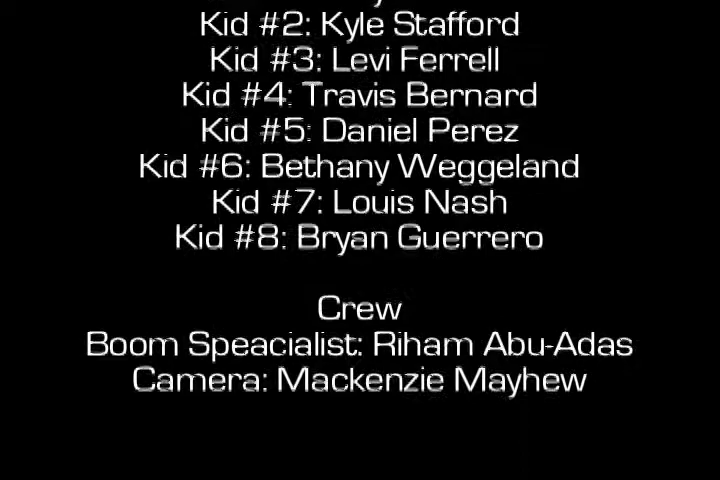 Kid #2: Kyle Stafford
Kid #3: Levi Ferrell
Kid #4: Travis Bernard
Kid #5: Daniel Perez
Kid #6: Bethany Weggeland
Kid #7: Louis Nash
Kid #8: Bryan Guerrero
Crew
Boom Speacialist: Riham Abu-Adas
Camera: Mackenzie Mayhew